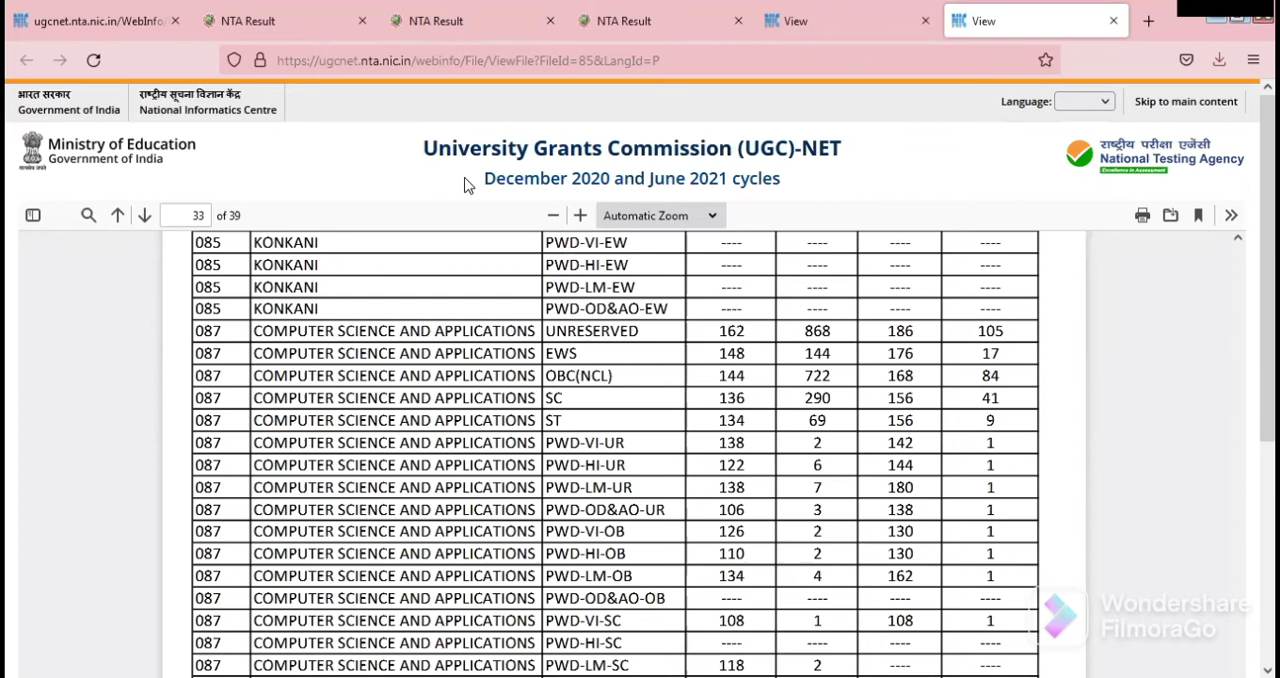 ugcnet.nta.nic.in/WebInfo/ × NTA Result × NTA Result × NTA Result × View × View × +
https://ugcnet.nta.nic.in/webinfo/File/ViewFile?FileId=85&LangId=P
भारत सरकार राष्ट्रीय सूचना विज्ञान केंद्र
Government of India National Informatics Centre Language: Skip to main content
Ministry of Education
Government of India
University Grants Commission (UGC)-NET
December 2020 and June 2021 cycles
राष्ट्रीय परीक्षा एजेंसी
National Testing Agency
Excellence in Assessment
33 of 39 Automatic Zoom
085 KONKANI PWD-VI-EW ---- ---- ---- ----
085 KONKANI PWD-HI-EW ---- ---- ---- ----
085 KONKANI PWD-LM-EW ---- ---- ---- ----
085 KONKANI PWD-OD&AO-EW ---- ---- ---- ----
087 COMPUTER SCIENCE AND APPLICATIONS UNRESERVED 162 868 186 105
087 COMPUTER SCIENCE AND APPLICATIONS EWS 148 144 176 17
087 COMPUTER SCIENCE AND APPLICATIONS OBC(NCL) 144 722 168 84
087 COMPUTER SCIENCE AND APPLICATIONS SC 136 290 156 41
087 COMPUTER SCIENCE AND APPLICATIONS ST 134 69 156 9
087 COMPUTER SCIENCE AND APPLICATIONS PWD-VI-UR 138 2 142 1
087 COMPUTER SCIENCE AND APPLICATIONS PWD-HI-UR 122 6 144 1
087 COMPUTER SCIENCE AND APPLICATIONS PWD-LM-UR 138 7 180 1
087 COMPUTER SCIENCE AND APPLICATIONS PWD-OD&AO-UR 106 3 138 1
087 COMPUTER SCIENCE AND APPLICATIONS PWD-VI-OB 126 2 130 1
087 COMPUTER SCIENCE AND APPLICATIONS PWD-HI-OB 110 2 130 1
087 COMPUTER SCIENCE AND APPLICATIONS PWD-LM-OB 134 4 162 1
087 COMPUTER SCIENCE AND APPLICATIONS PWD-OD&AO-OB ---- ---- ---- ----
087 COMPUTER SCIENCE AND APPLICATIONS PWD-VI-SC 108 1 108 1
087 COMPUTER SCIENCE AND APPLICATIONS PWD-HI-SC ---- ---- ---- ----
087 COMPUTER SCIENCE AND APPLICATIONS PWD-LM-SC 118 2 ---- ----
Wondershare
FilmoraGo